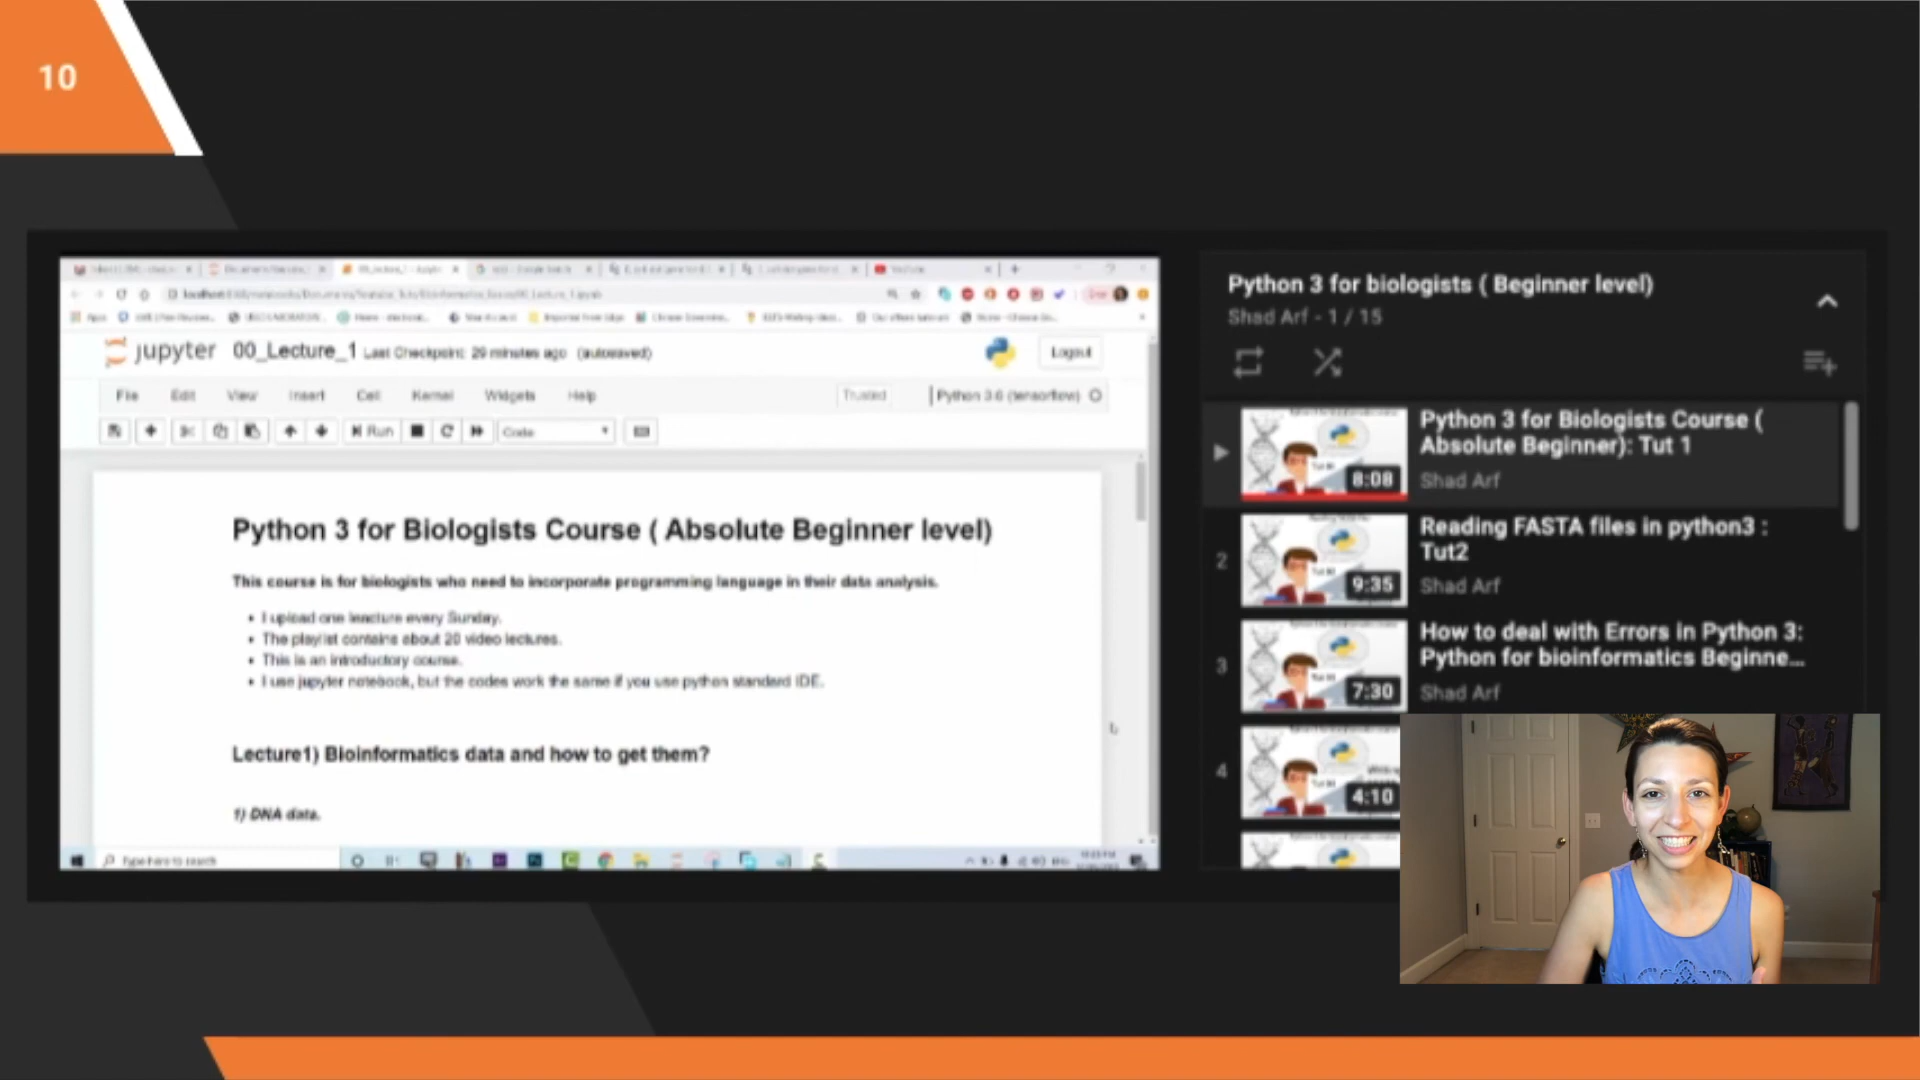 10
localhost
Apps
jupyter 00_Lecture_1 Last Checkpoint: 29 minutes ago (autosaved)
Logout
File Edit View Insert Cell Kernel Widgets Help
Trusted
Python 3.6 (tensorflow)
Run
Code
Python 3 for Biologists Course ( Absolute Beginner level)
This course is for biologists who need to incorporate programming language in their data analysis.
• I upload one leacture every Sunday.
• The playlist contains about 20 video lectures.
• This is an introductory course.
• I use jupyter notebook, but the codes work the same if you use python standard IDE.
Lecture1) Bioinformatics data and how to get them?
1) DNA data.
Type here to search
Python 3 for biologists ( Beginner level)
Shad Arf - 1 / 15
Python 3 for Biologists Course (
Absolute Beginner): Tut 1
8:08
Shad Arf
2
Reading FASTA files in python3 :
Tut2
9:35
Shad Arf
3
How to deal with Errors in Python 3:
Python for bioinformatics Beginne...
7:30
Shad Arf
4
4:10